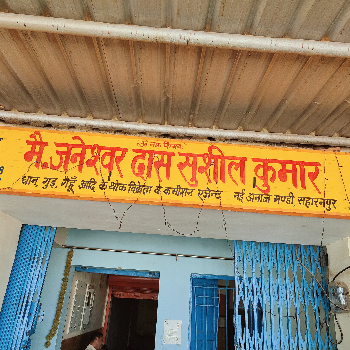 मै. जनेश्वर दास सुशील कुमार
धान, गुड़, गेहूँ आदि के थोक विक्रेता व कमीशन एजेन्ट नई अनाज मण्डी सहारनपुर